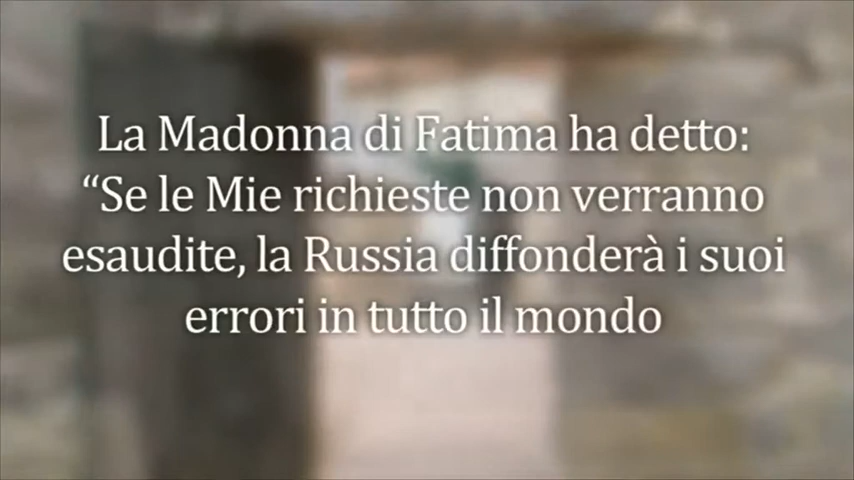 La Madonna di Fatima ha detto:
“Se le Mie richieste non verranno
esaudite, la Russia diffonderà i suoi
errori in tutto il mondo